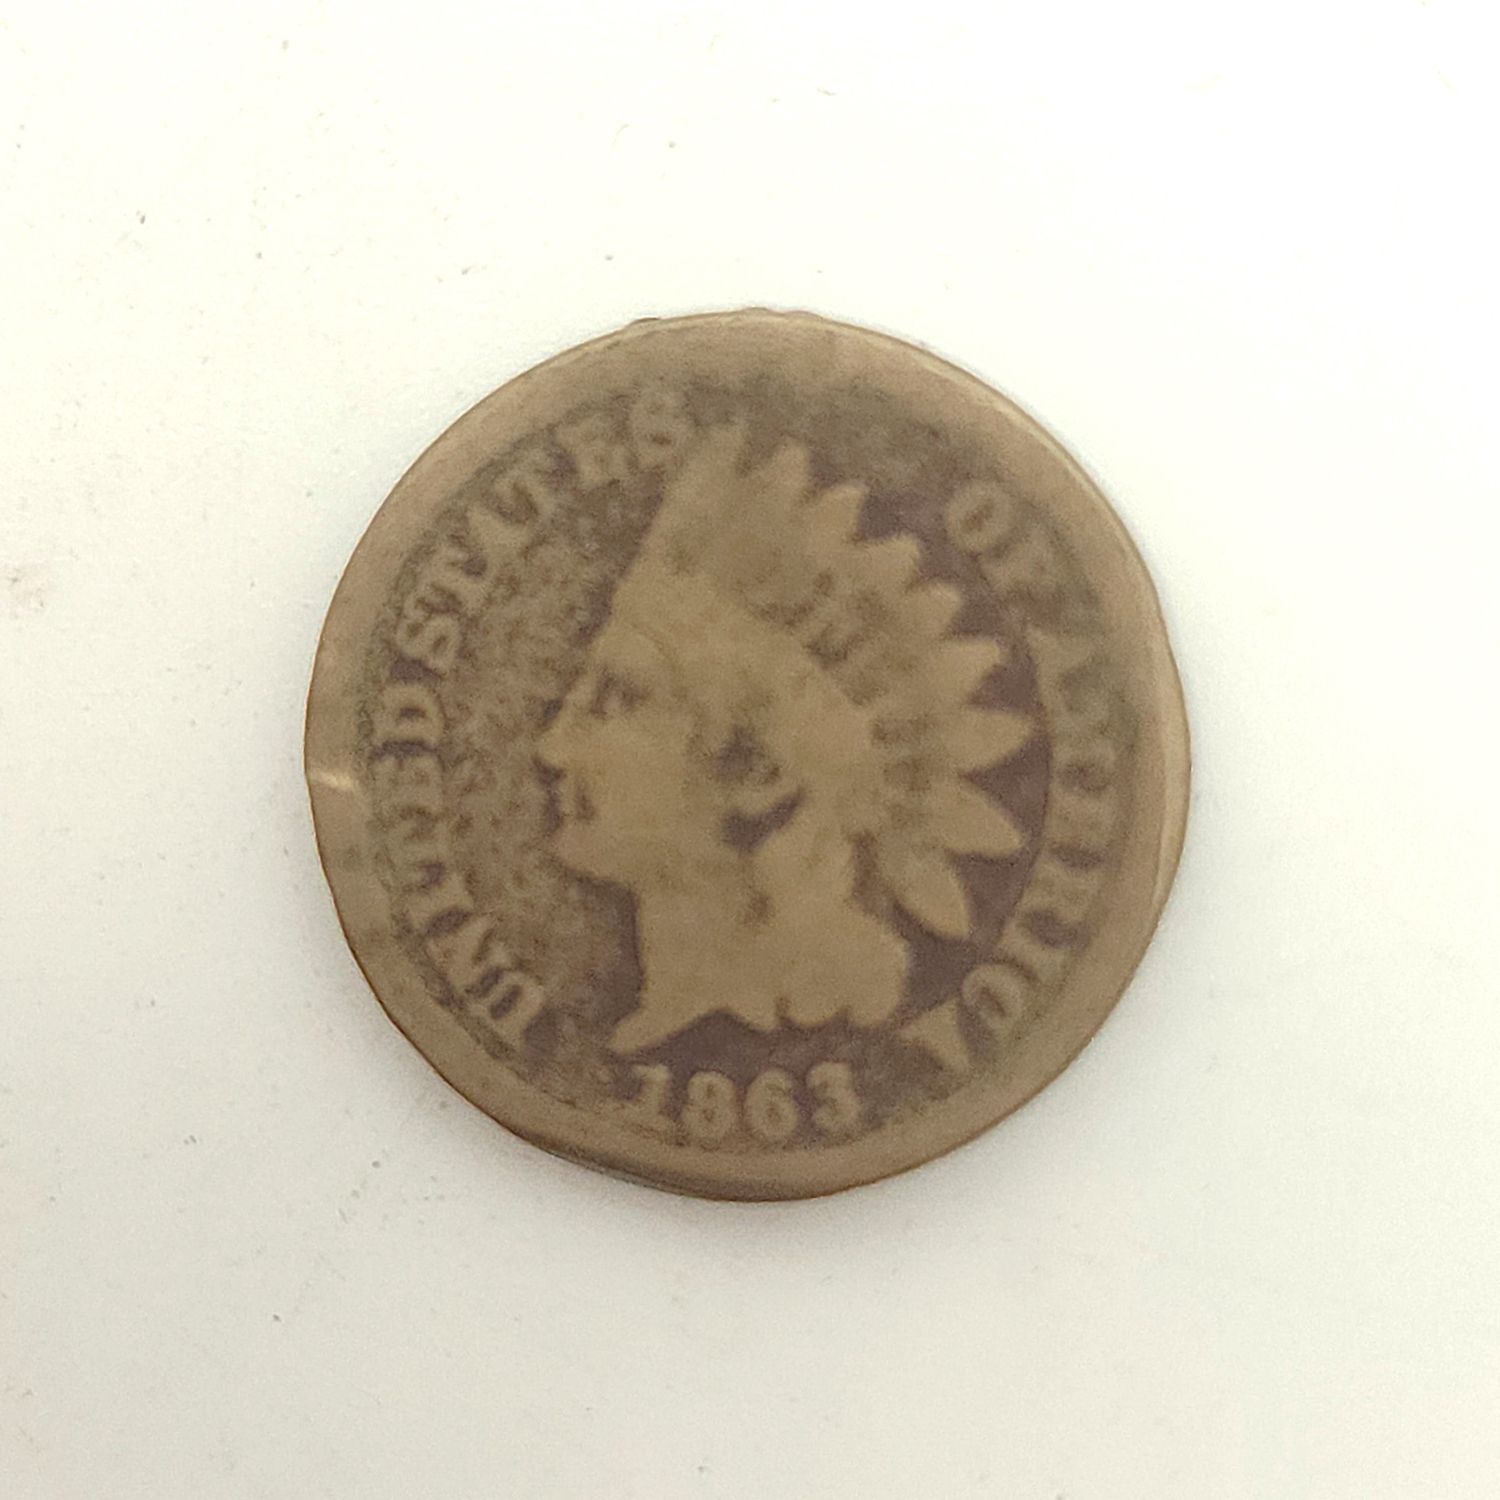 UNITED STATES OF AMERICA
1863